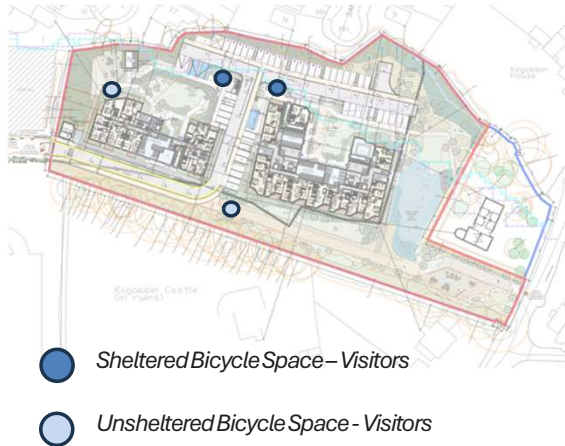 Kilgobbin
House
Kilgobbin Castle
(in ruins)
Sheltered Bicycle Space – Visitors
Unsheltered Bicycle Space - Visitors